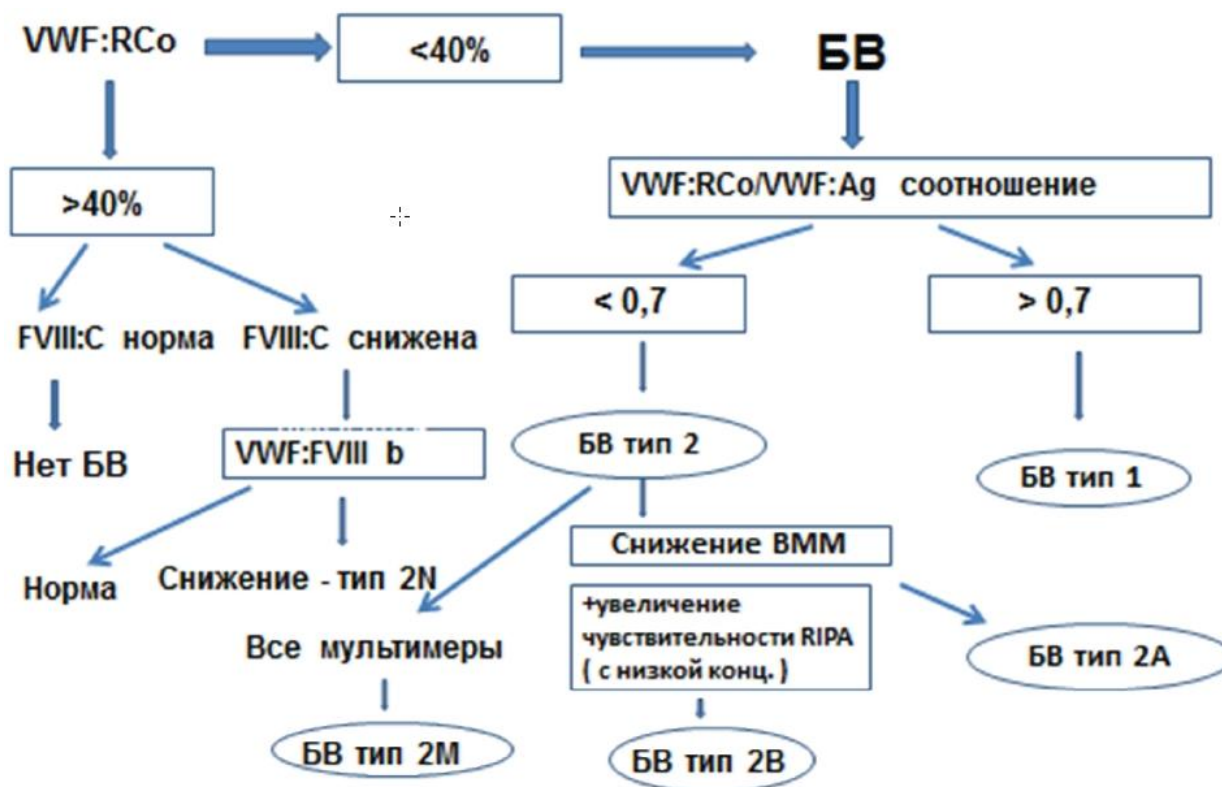 VWF:RCo
<40%
БВ
>40%
VWF:RCo/VWF:Ag соотношение
< 0,7
> 0,7
FVIII:C норма
FVIII:C снижена
Нет БВ
VWF:FVIII b
БВ тип 2
БВ тип 1
Снижение ВММ
Норма
Снижение - тип 2N
+увеличение
чувствительности RIPA
( с низкой конц. )
Все мультимеры
БВ тип 2А
БВ тип 2М
БВ тип 2В